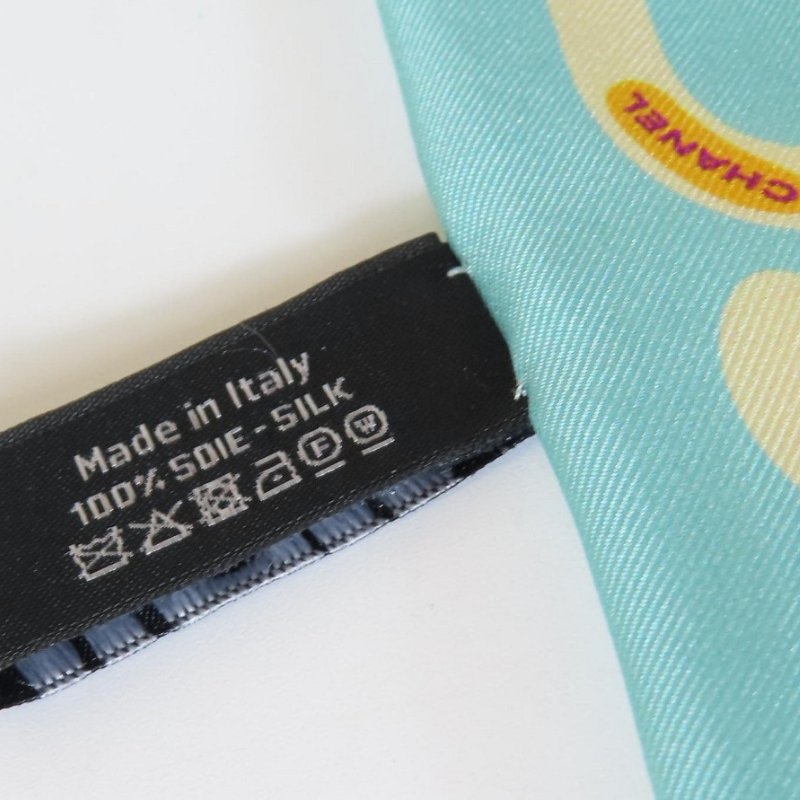 CHANEL
Made in Italy
100% SOIE - SILK
F W